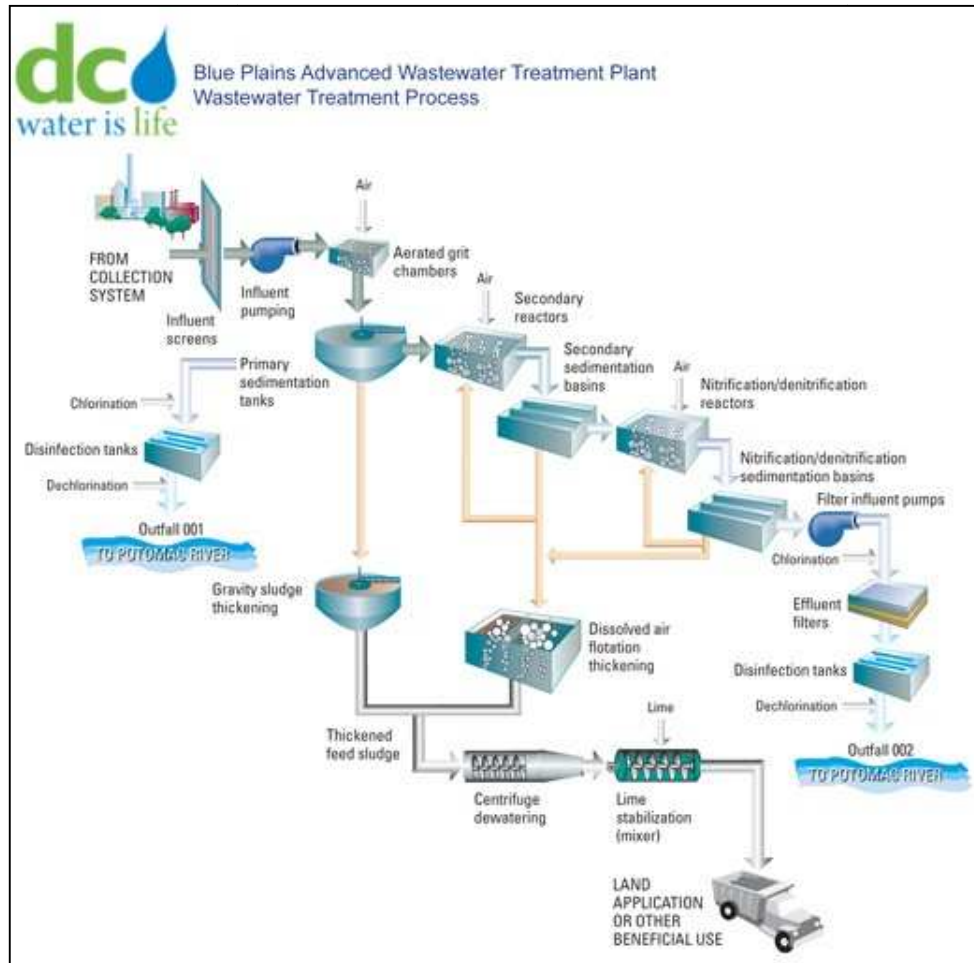 dc
water is life
Blue Plains Advanced Wastewater Treatment Plant
Wastewater Treatment Process
Air
FROM
COLLECTION
SYSTEM
Influent
screens
Influent
pumping
Aerated grit
chambers
Air
Secondary
reactors
Primary
sedimentation
tanks
Secondary
sedimentation
basins
Air
Nitrification/denitrification
reactors
Chlorination
Disinfection tanks
Dechlorination
Outfall 001
TO POTOMAC RIVER
Nitrification/denitrification
sedimentation basins
Filter influent pumps
Chlorination
Effluent
filters
Disinfection tanks
Dechlorination
Outfall 002
TO POTOMAC RIVER
Gravity sludge
thickening
Dissolved air
flotation
thickening
Thickened
feed sludge
Centrifuge
dewatering
Lime
Lime
stabilization
(mixer)
LAND
APPLICATION
OR OTHER
BENEFICIAL USE